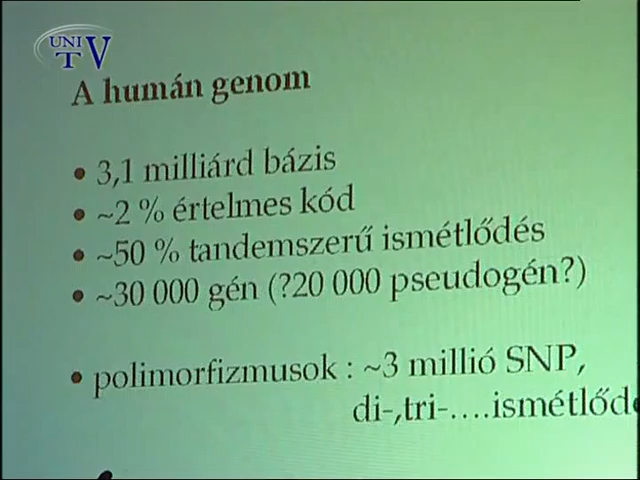 UNI
TV
A humán genom
• 3,1 milliárd bázis
• ~2 % értelmes kód
• ~50 % tandemszerű ismétlődés
• ~30 000 gén (?20 000 pseudogén?)
• polimorfizmusok : ~3 millió SNP,
di-,tri-….ismétlőd